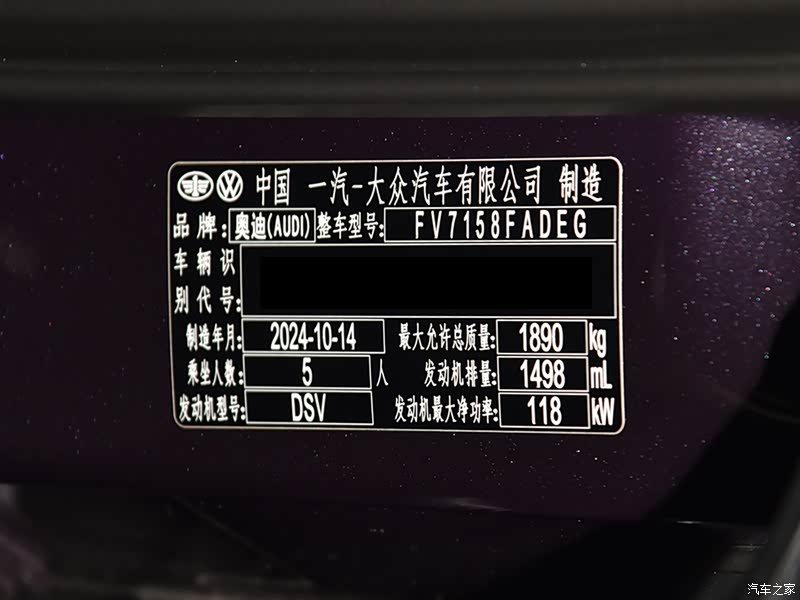 中国 一汽-大众汽车有限公司 制造
品牌: 奥迪(AUDI) 整车型号: FV7158FADEG
车辆识
别代号:
制造年月: 2024-10-14 最大允许总质量: 1890 kg
乘坐人数: 5 人 发动机排量: 1498 mL
发动机型号: DSV 发动机最大净功率: 118 kW
汽车之家